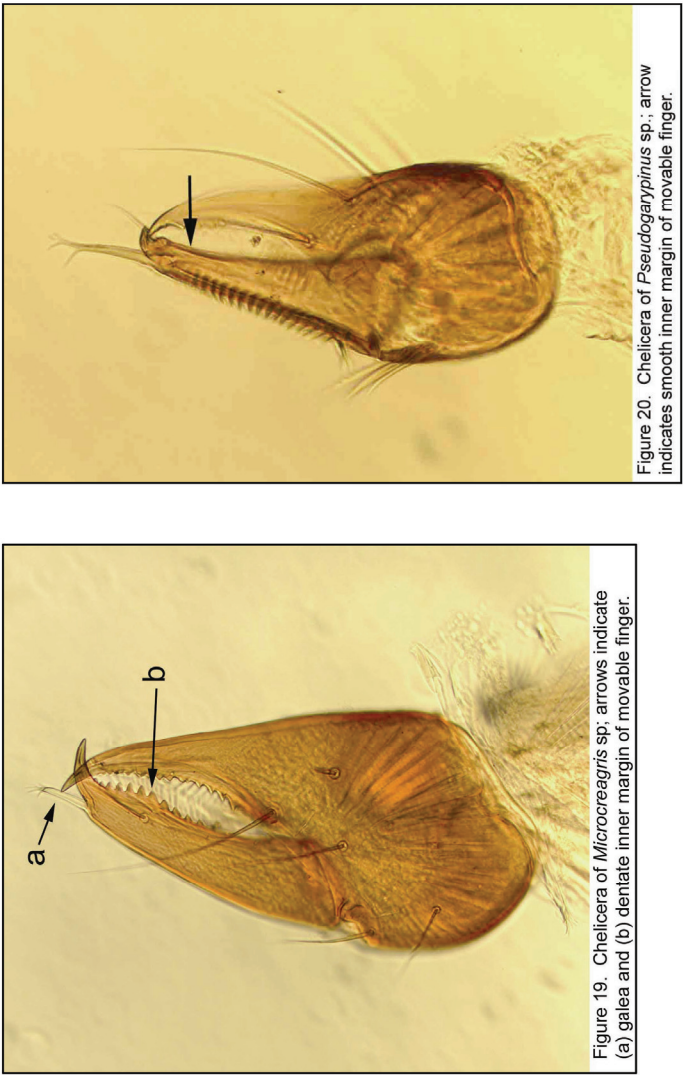 a
b
Figure 19. Chelicera of Microcreagris sp; arrows indicate
(a) galea and (b) dentate inner margin of movable finger.
Figure 20. Chelicera of Pseudogarypinus sp.; arrow
indicates smooth inner margin of movable finger.